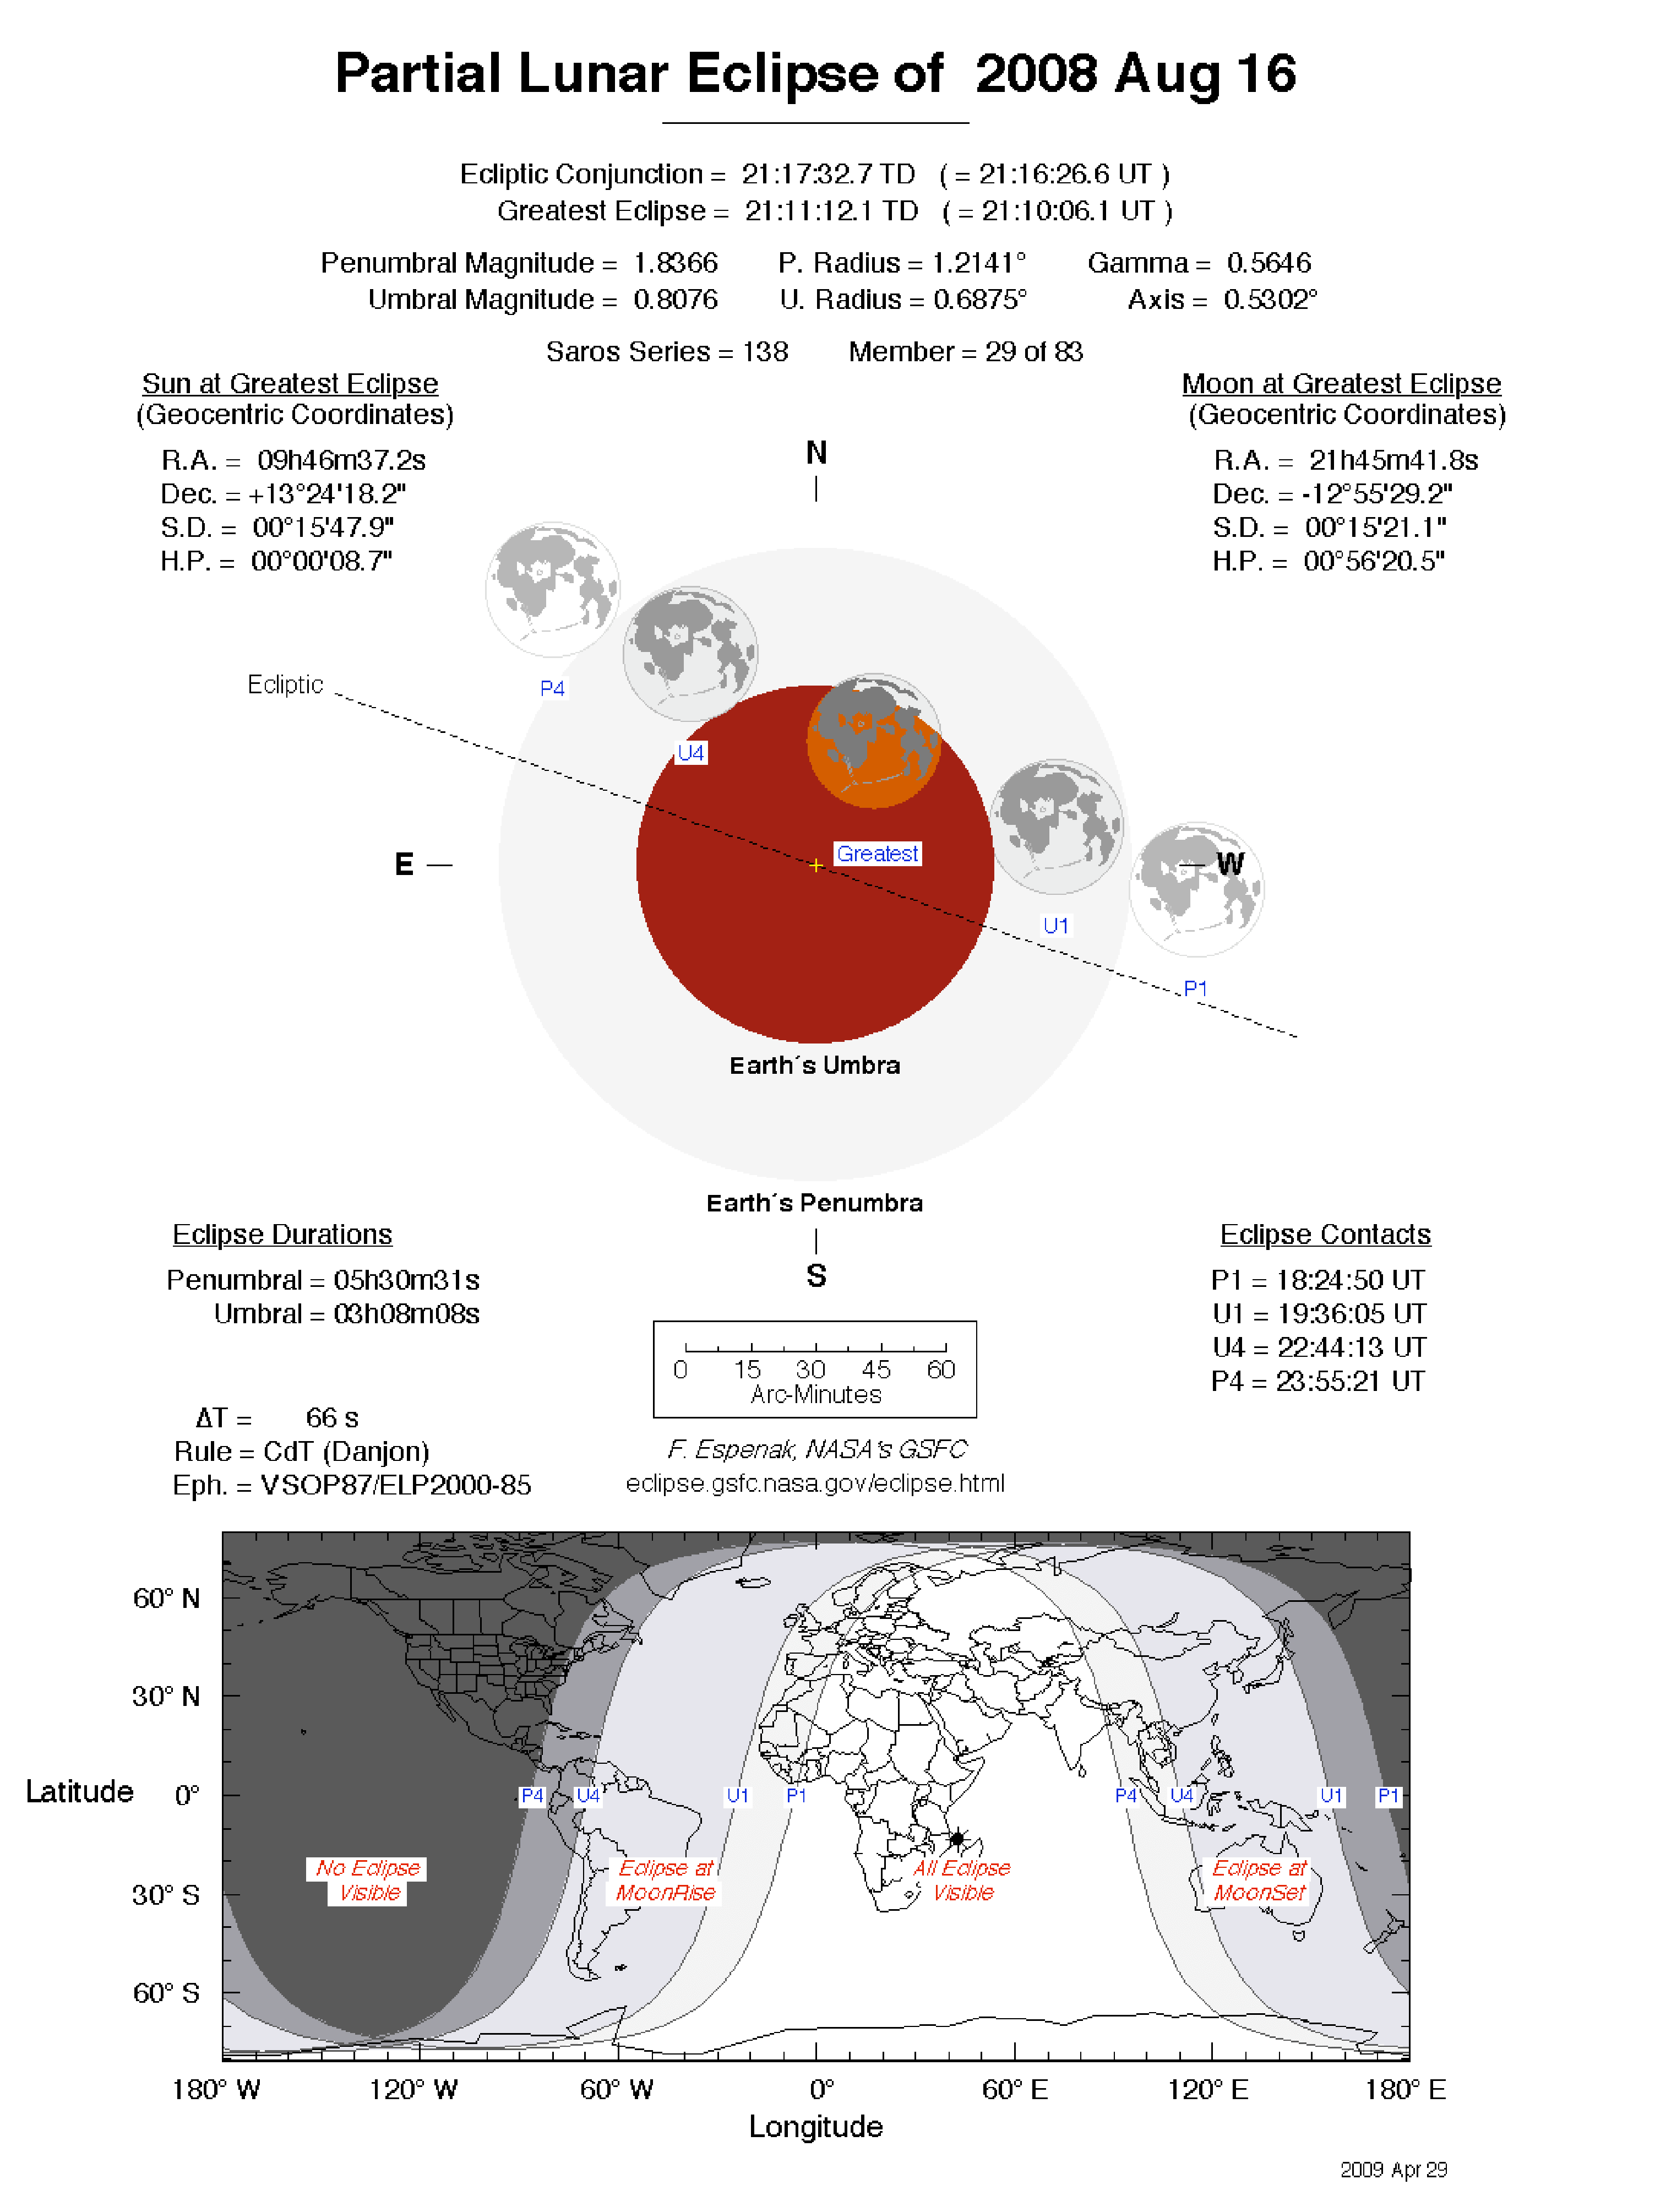 Partial Lunar Eclipse of 2008 Aug 16
Ecliptic Conjunction = 21:17:32.7 TD ( = 21:16:26.6 UT )
Greatest Eclipse = 21:11:12.1 TD ( = 21:10:06.1 UT )
Penumbral Magnitude = 1.8366 P. Radius = 1.2141° Gamma = 0.5646
Umbral Magnitude = 0.8076 U. Radius = 0.6875° Axis = 0.5302°
Saros Series = 138 Member = 29 of 83
Sun at Greatest Eclipse
(Geocentric Coordinates)
R.A. = 09h46m37.2s
Dec. = +13°24'18.2"
S.D. = 00°15'47.9"
H.P. = 00°00'08.7"
Moon at Greatest Eclipse
(Geocentric Coordinates)
R.A. = 21h45m41.8s
Dec. = -12°55'29.2"
S.D. = 00°15'21.1"
H.P. = 00°56'20.5"
N
Ecliptic
P4
U4
Greatest
E
W
U1
P1
Earth´s Umbra
Earth´s Penumbra
S
Eclipse Durations
Penumbral = 05h30m31s
Umbral = 03h08m08s
Eclipse Contacts
P1 = 18:24:50 UT
U1 = 19:36:05 UT
U4 = 22:44:13 UT
P4 = 23:55:21 UT
0 15 30 45 60
Arc-Minutes
ΔT = 66 s
Rule = CdT (Danjon)
Eph. = VSOP87/ELP2000-85
F. Espenak, NASA's GSFC
eclipse.gsfc.nasa.gov/eclipse.html
60° N
30° N
Latitude 0°
30° S
60° S
P4 U4 U1 P1 P4 U4 U1 P1
No Eclipse
Visible
Eclipse at
MoonRise
All Eclipse
Visible
Eclipse at
MoonSet
180° W 120° W 60° W 0° 60° E 120° E 180° E
Longitude
2009 Apr 29